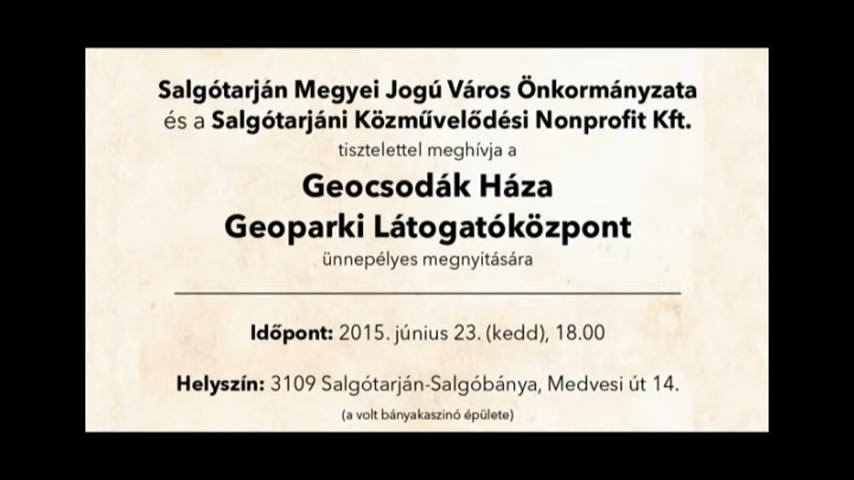 Salgótarján Megyei Jogú Város Önkormányzata
és a Salgótarjáni Közművelődési Nonprofit Kft.
tisztelettel meghívja a
Geocsodák Háza
Geoparki Látogatóközpont
ünnepélyes megnyitására
Időpont: 2015. június 23. (kedd), 18.00
Helyszín: 3109 Salgótarján-Salgóbánya, Medvesi út 14.
(a volt bányakaszinó épülete)